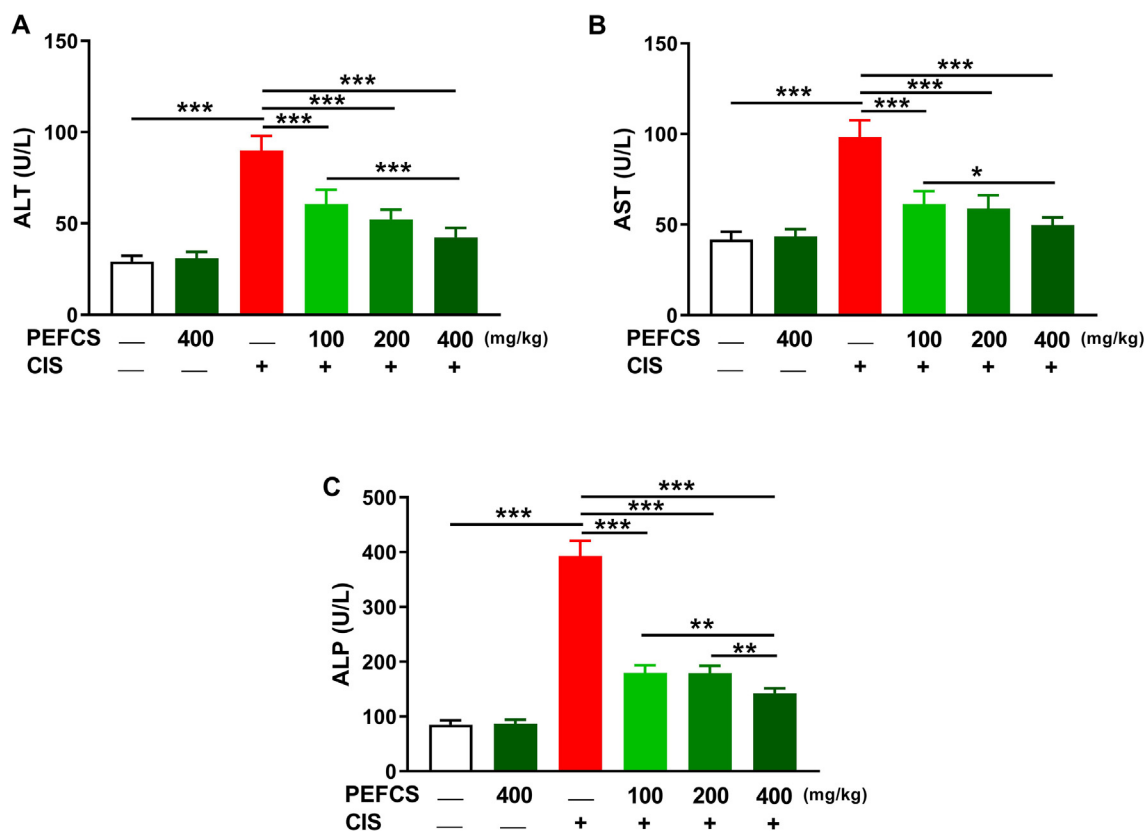 A
ALT (U/L)
150
100
50
0
***
***
***
***
***
PEFCS — 400 — 100 200 400 (mg/kg)
CIS — — + + + +
B
AST (U/L)
150
100
50
0
***
***
***
***
*
PEFCS — 400 — 100 200 400 (mg/kg)
CIS — — + + + +
C
ALP (U/L)
500
400
300
200
100
0
***
***
***
***
**
**
PEFCS — 400 — 100 200 400 (mg/kg)
CIS — — + + + +